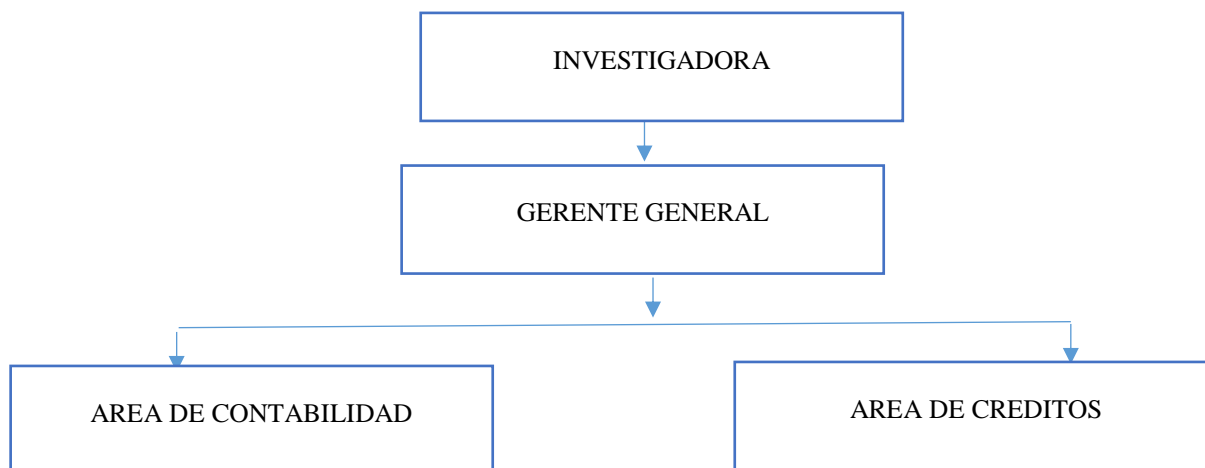 INVESTIGADORA
GERENTE GENERAL
AREA DE CONTABILIDAD
AREA DE CREDITOS